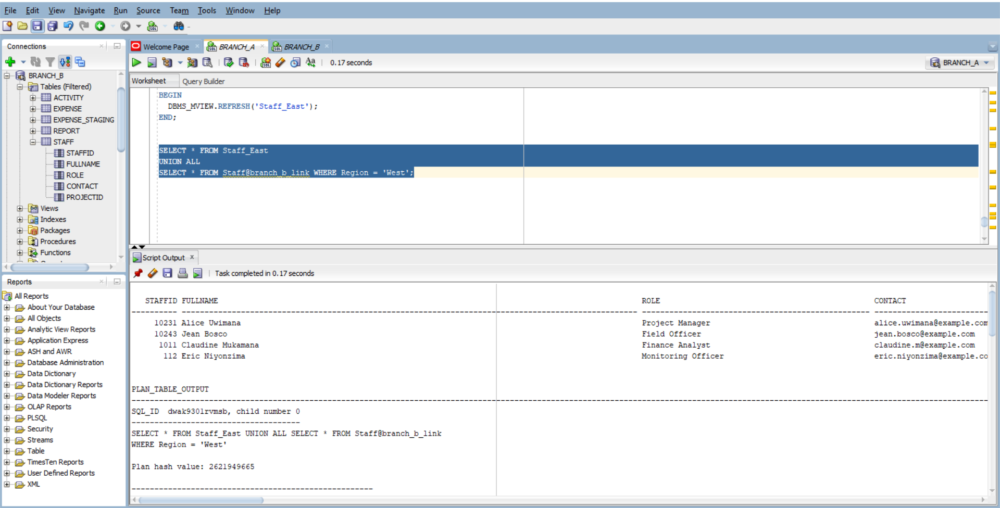 File Edit View Navigate Run Source Team Tools Window Help
Connections
BRANCH_B
Tables (Filtered)
ACTIVITY
EXPENSE
EXPENSE_STAGING
REPORT
STAFF
STAFFID
FULLNAME
ROLE
CONTACT
PROJECTID
Views
Indexes
Packages
Procedures
Functions
Reports
All Reports
About Your Database
All Objects
Analytic View Reports
Application Express
ASH and AWR
Database Administration
Data Dictionary
Data Dictionary Reports
Data Modeler Reports
OLAP Reports
PLSQL
Security
Streams
Table
TimesTen Reports
User Defined Reports
XML
Welcome Page BRANCH_A BRANCH_B
0.17 seconds
BRANCH_A
Worksheet Query Builder
BEGIN
DBMS_MVIEW.REFRESH('Staff_East');
END;
SELECT * FROM Staff_East
UNION ALL
SELECT * FROM Staff@branch_b_link WHERE Region = 'West';
Script Output
Task completed in 0.17 seconds
STAFFID FULLNAME ROLE CONTACT
10231 Alice Uwimana Project Manager alice.uwimana@example.com
10243 Jean Bosco Field Officer jean.bosco@example.com
1011 Claudine Mukamana Finance Analyst claudine.m@example.com
112 Eric Niyonzima Monitoring Officer eric.niyonzima@example.co
PLAN_TABLE_OUTPUT
SQL_ID dwak9301rvmsb, child number 0
SELECT * FROM Staff_East UNION ALL SELECT * FROM Staff@branch_b_link
WHERE Region = 'West'
Plan hash value: 2621949665